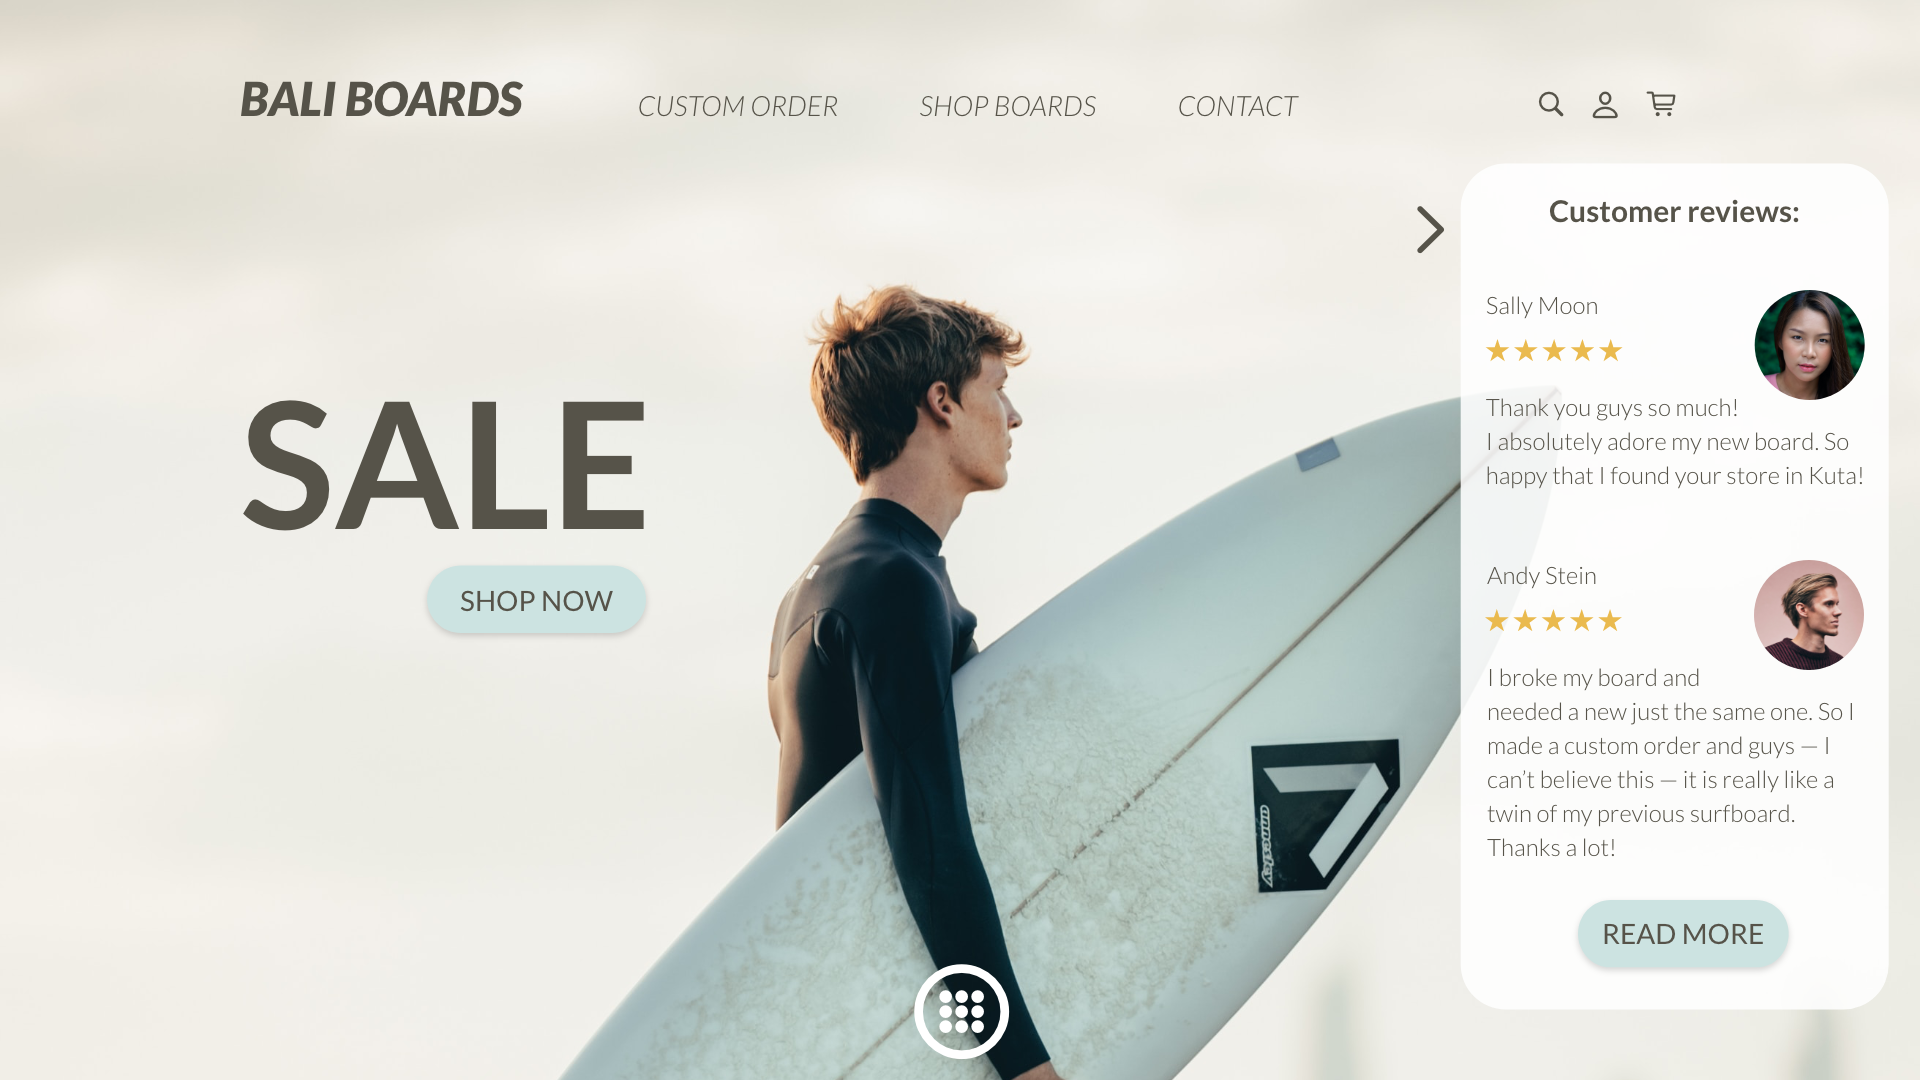 BALI BOARDS
CUSTOM ORDER
SHOP BOARDS
CONTACT
SALE
SHOP NOW
Customer reviews:
Sally Moon
Thank you guys so much!
I absolutely adore my new board. So
happy that I found your store in Kuta!
Andy Stein
I broke my board and
needed a new just the same one. So I
made a custom order and guys — I
can't believe this — it is really like a
twin of my previous surfboard.
Thanks a lot!
READ MORE